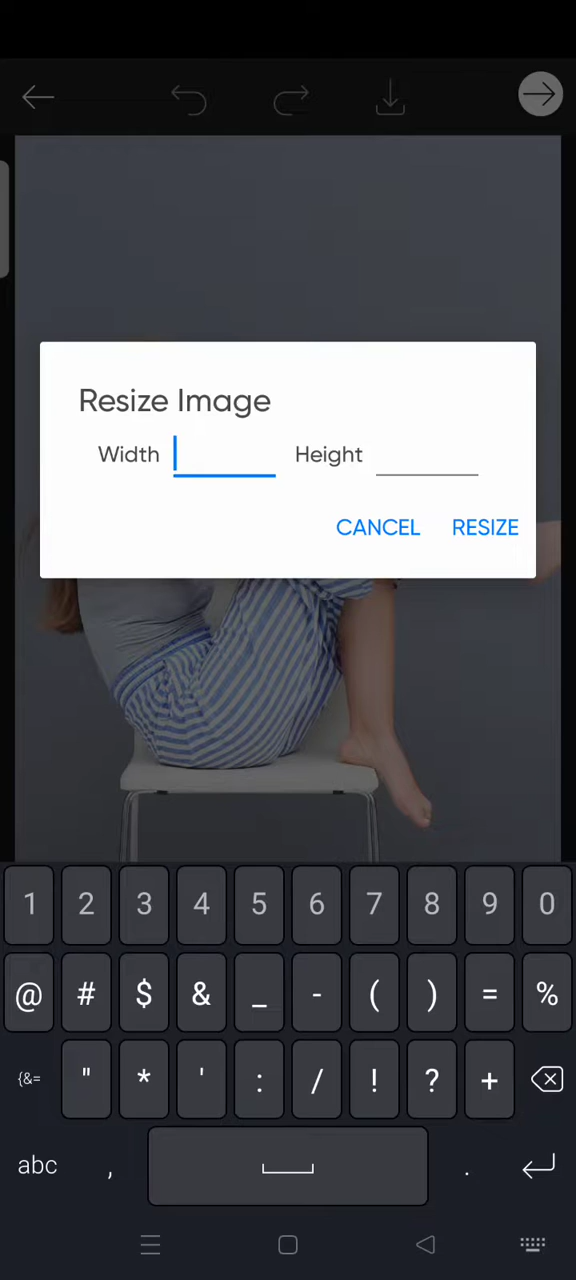 Resize Image
Width Height
CANCEL RESIZE
1 2 3 4 5 6 7 8 9 0
@ # $ & _ - ( ) = %
{&= " * ' : / ! ? +
abc , .